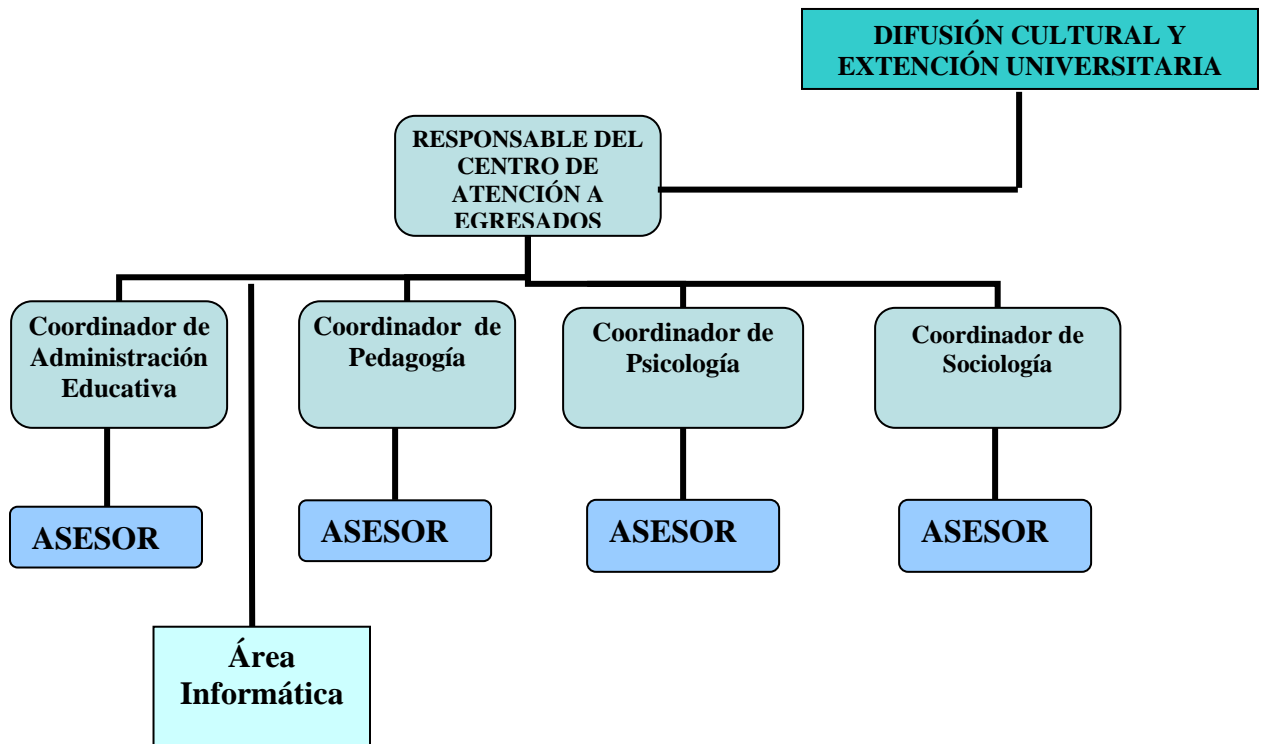 DIFUSIÓN CULTURAL Y
EXTENCIÓN UNIVERSITARIA
RESPONSABLE DEL
CENTRO DE
ATENCIÓN A
EGRESADOS
Coordinador de
Administración
Educativa
Coordinador de
Pedagogía
Coordinador de
Psicología
Coordinador de
Sociología
ASESOR
ASESOR
ASESOR
ASESOR
Área
Informática